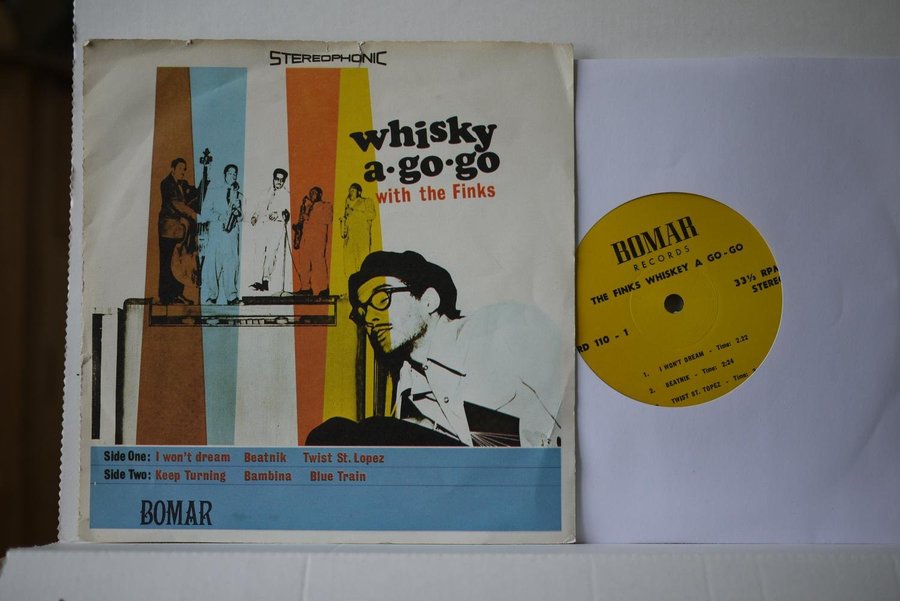 STEREOPHONIC
whisky
a·go·go
with the Finks
Side One: I won't dream Beatnik Twist St. Lopez
Side Two: Keep Turning Bambina Blue Train
BOMAR
BOMAR
RECORDS
THE FINKS WHISKEY A GO-GO
33⅓ RPM
STEREO
RD 110 - 1
1. I WON'T DREAM - Time: 2:22
2. BEATNIK - Time: 2:24
TWIST ST. TOPEZ - Time: